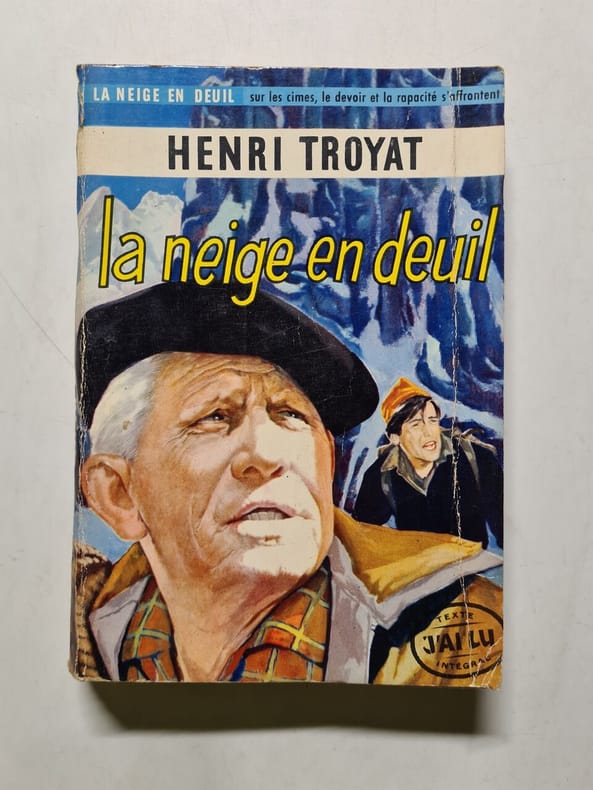 LA NEIGE EN DEUIL sur les cimes, le devoir et la rapacité s'affrontent
HENRI TROYAT
la neige en deuil
TEXTE
J'AI LU
INTÉGRAL